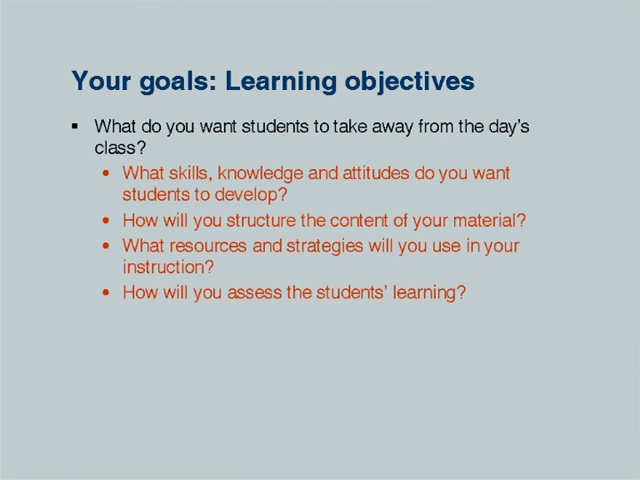 Your goals: Learning objectives
▪ What do you want students to take away from the day's
class?
• What skills, knowledge and attitudes do you want
students to develop?
• How will you structure the content of your material?
• What resources and strategies will you use in your
instruction?
• How will you assess the students' learning?